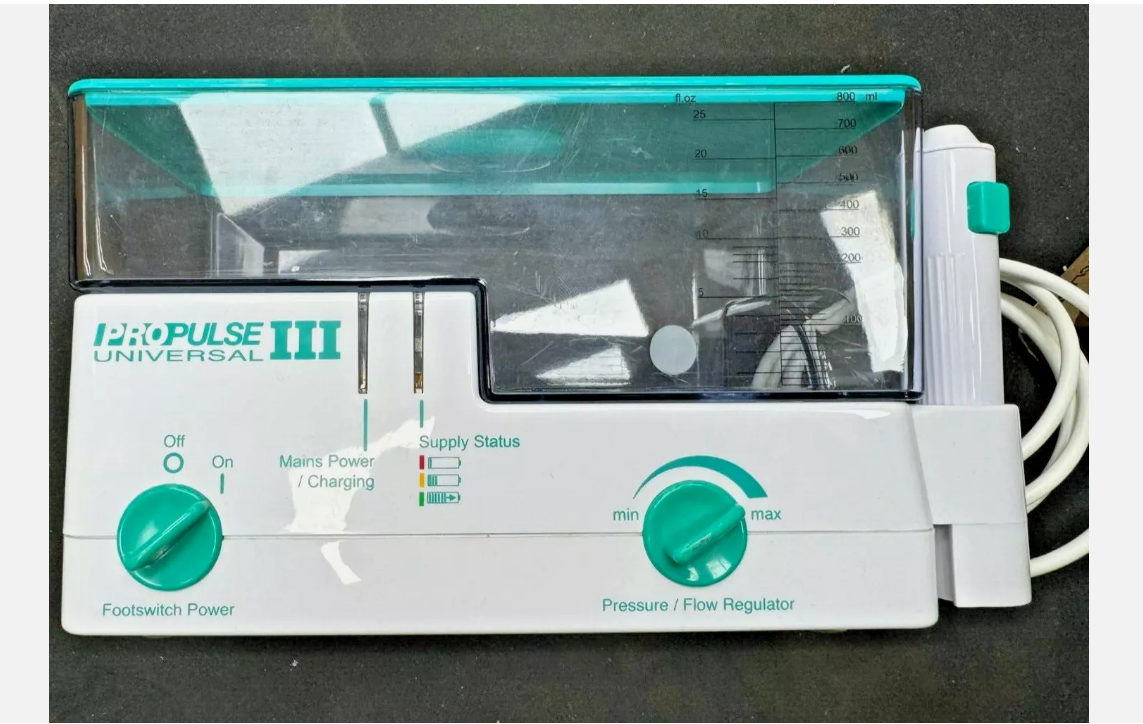 fl.oz 800 ml
25
700
20
600
500
15
400
10
300
200
5
100
PROPULSE III
UNIVERSAL
Off
On
Mains Power
/ Charging
Supply Status
min
max
Footswitch Power
Pressure / Flow Regulator